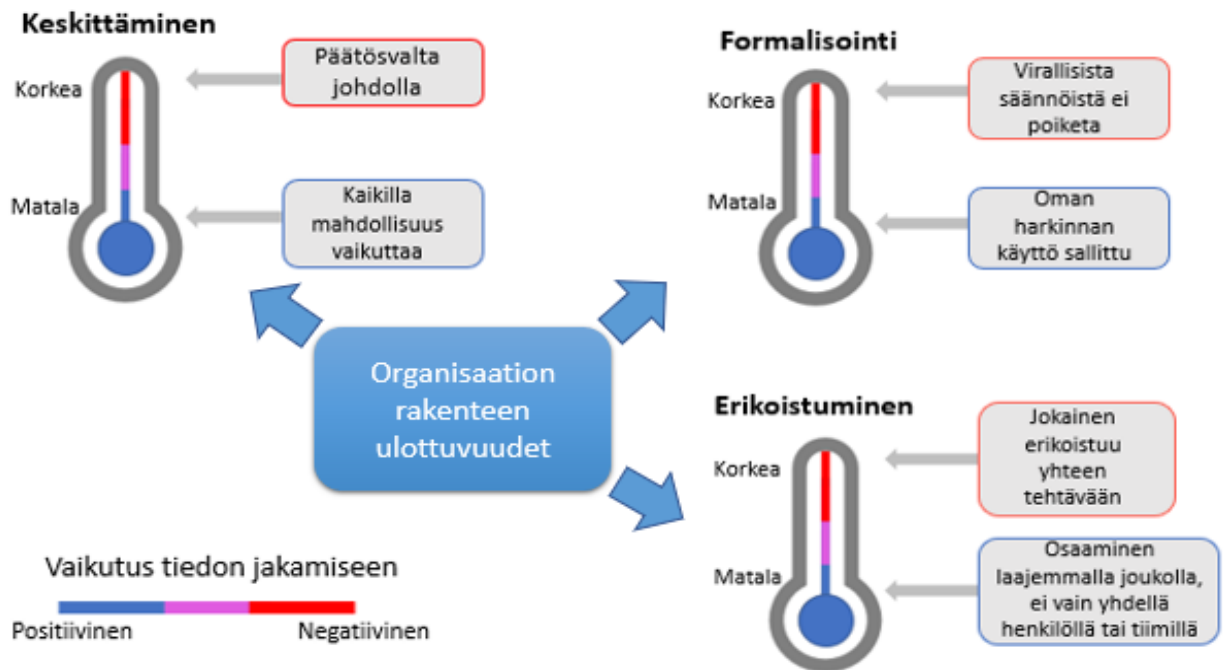 Keskittäminen
Korkea
Päätösvalta
johdolla
Matala
Kaikilla
mahdollisuus
vaikuttaa
Formalisointi
Korkea
Virallisista
säännöistä ei
poiketa
Matala
Oman
harkinnan
käyttö sallittu
Organisaation
rakenteen
ulottuvuudet
Erikoistuminen
Korkea
Jokainen
erikoistuu
yhteen
tehtävään
Matala
Osaaminen
laajemmalla joukolla,
ei vain yhdellä
henkilöllä tai tiimillä
Vaikutus tiedon jakamiseen
Positiivinen
Negatiivinen